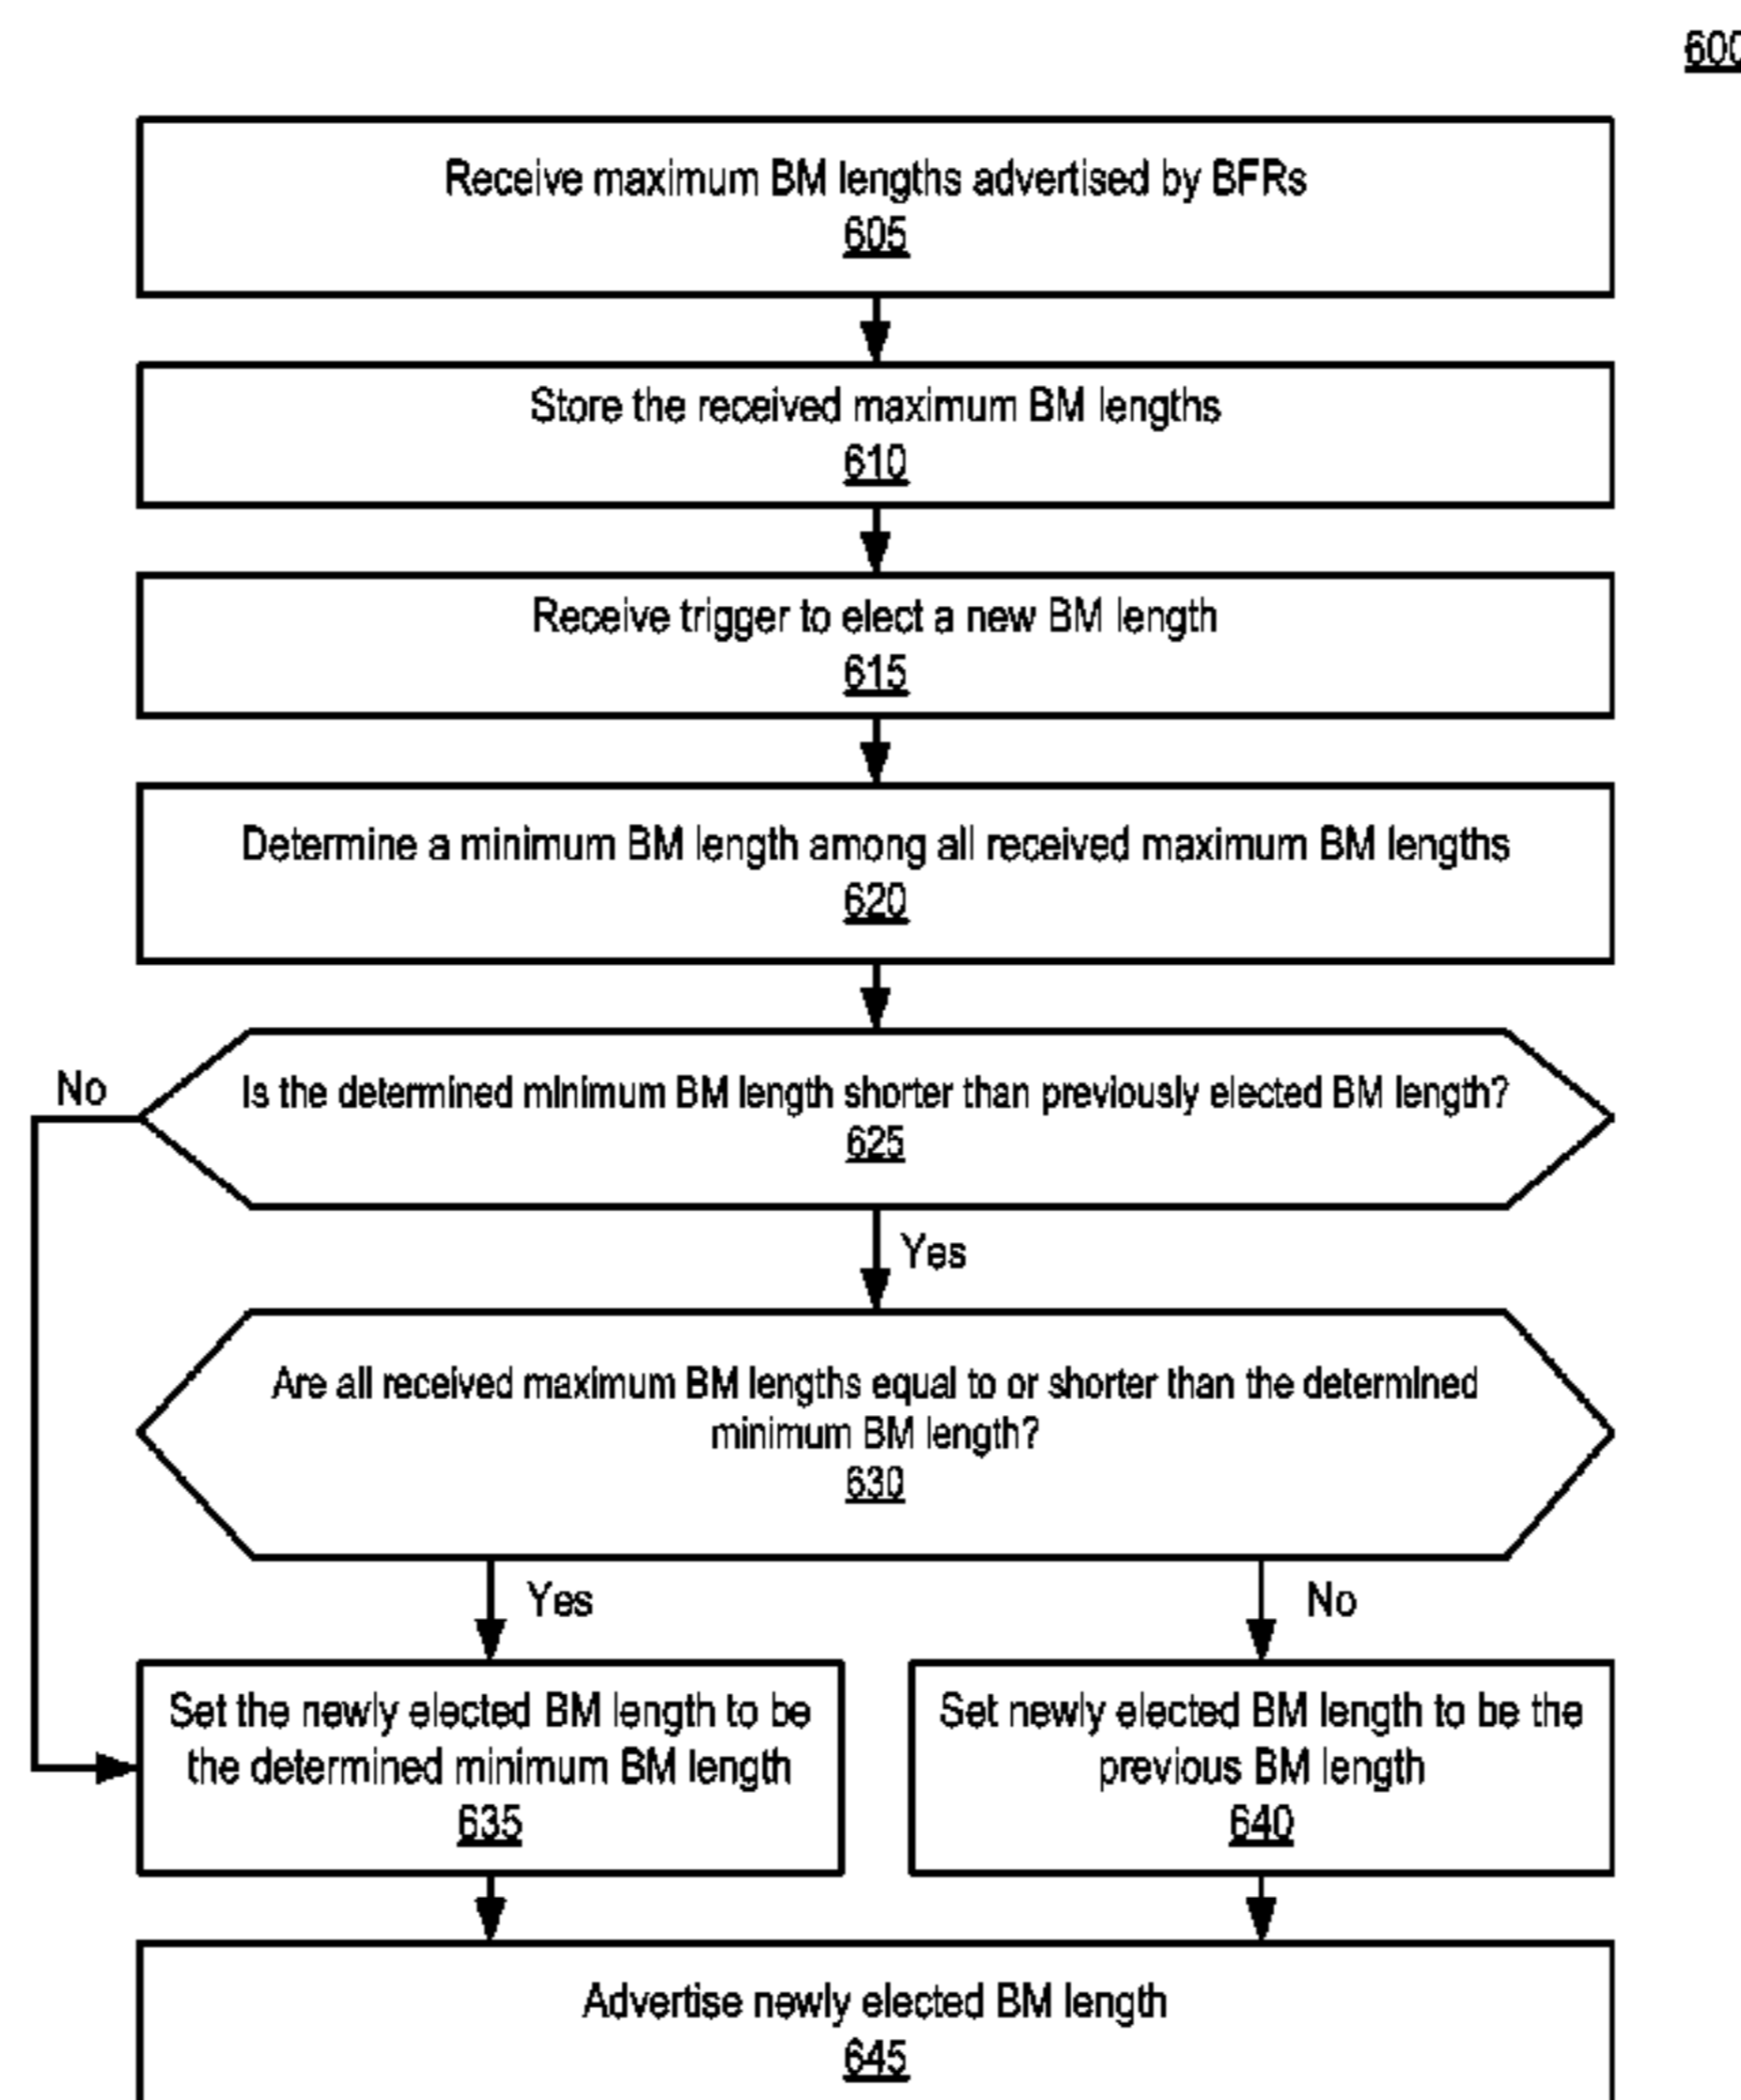 600
Receive maximum BM lengths advertised by BFRs
605
Store the received maximum BM lengths
610
Receive trigger to elect a new BM length
615
Determine a minimum BM length among all received maximum BM lengths
620
No
Is the determined minimum BM length shorter than previously elected BM length?
625
Yes
Are all received maximum BM lengths equal to or shorter than the determined
minimum BM length?
630
Yes
No
Set the newly elected BM length to be
the determined minimum BM length
635
Set newly elected BM length to be the
previous BM length
640
Advertise newly elected BM length
645